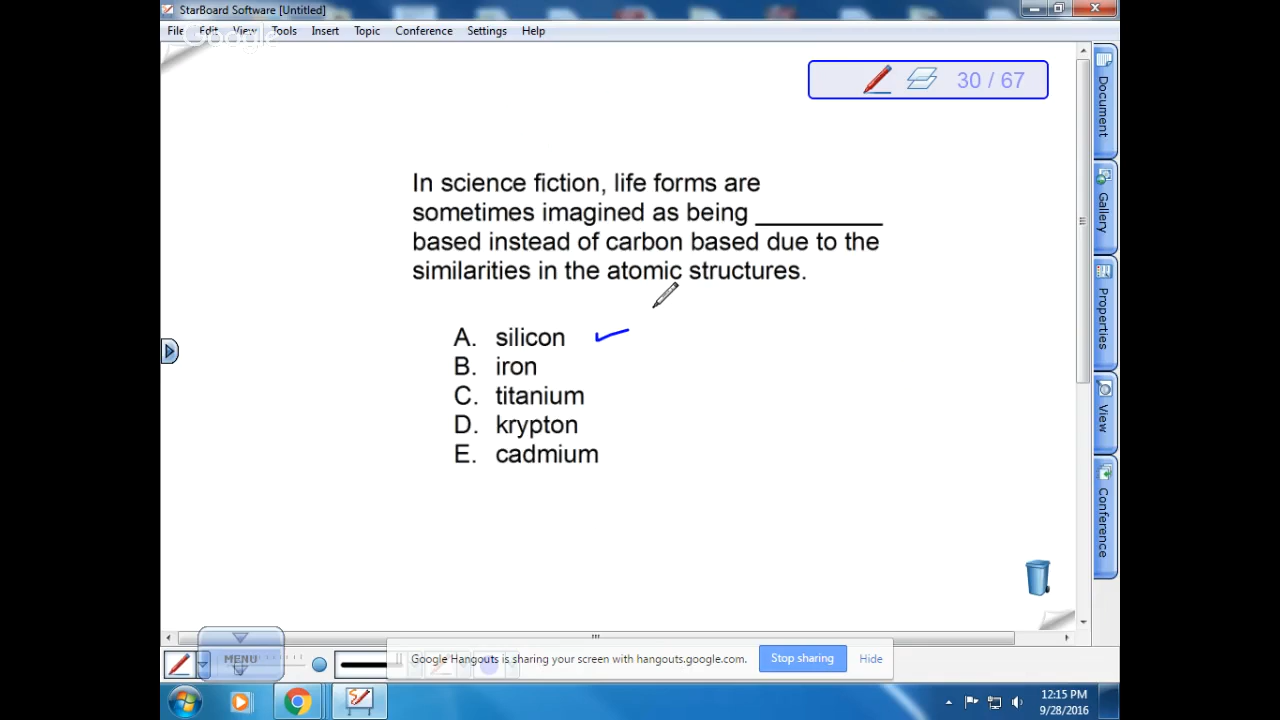 StarBoard Software [Untitled]
File Edit View Tools Insert Topic Conference Settings Help
Google
30 / 67
Document
Gallery
Properties
View
Conference
In science fiction, life forms are
sometimes imagined as being __________
based instead of carbon based due to the
similarities in the atomic structures.
A. silicon
B. iron
C. titanium
D. krypton
E. cadmium
MENU
Google Hangouts is sharing your screen with hangouts.google.com.
Stop sharing
Hide
12:15 PM
9/28/2016